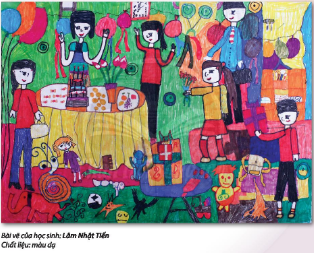 Bài vẽ của học sinh: Lâm Nhật Tiến
Chất liệu: màu dạ